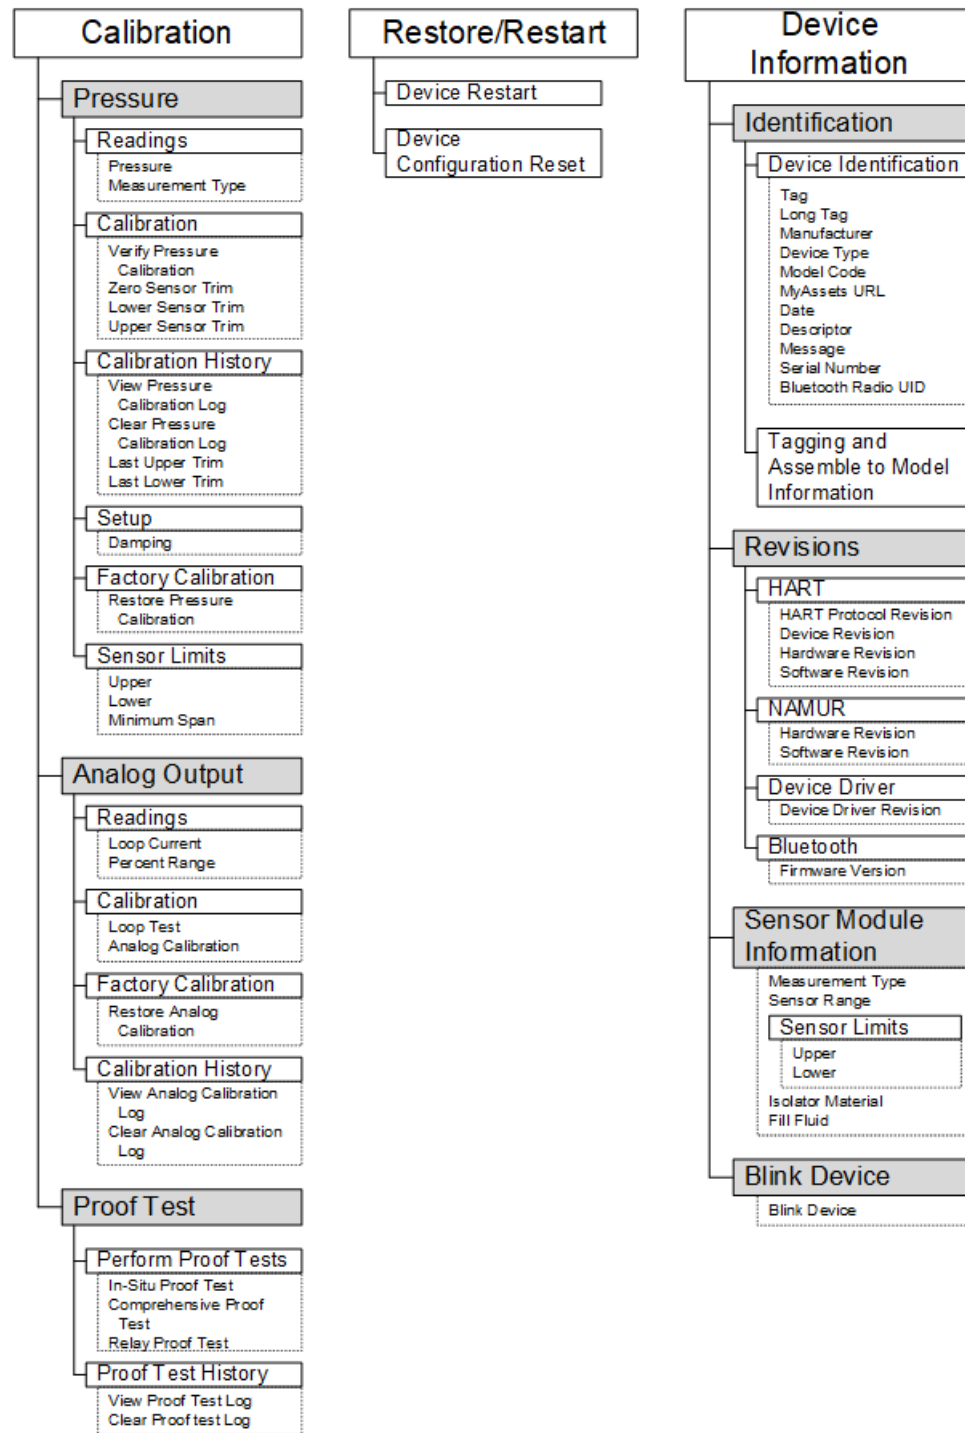 Calibration
Pressure
Readings
Pressure
Measurement Type
Calibration
Verify Pressure
Calibration
Zero Sensor Trim
Lower Sensor Trim
Upper Sensor Trim
Calibration History
View Pressure
Calibration Log
Clear Pressure
Calibration Log
Last Upper Trim
Last Lower Trim
Setup
Damping
Factory Calibration
Restore Pressure
Calibration
Sensor Limits
Upper
Lower
Minimum Span
Analog Output
Readings
Loop Current
Percent Range
Calibration
Loop Test
Analog Calibration
Factory Calibration
Restore Analog
Calibration
Calibration History
View Analog Calibration
Log
Clear Analog Calibration
Log
Proof Test
Perform Proof Tests
In-Situ Proof Test
Comprehensive Proof
Test
Relay Proof Test
Proof Test History
View Proof Test Log
Clear Proof test Log
Restore/Restart
Device Restart
Device
Configuration Reset
Device
Information
Identification
Device Identification
Tag
Long Tag
Manufacturer
Device Type
Model Code
MyAssets URL
Date
Descriptor
Message
Serial Number
Bluetooth Radio UID
Tagging and
Assemble to Model
Information
Revisions
HART
HART Protocol Revision
Device Revision
Hardware Revision
Software Revision
NAMUR
Hardware Revision
Software Revision
Device Driver
Device Driver Revision
Bluetooth
Firmware Version
Sensor Module
Information
Measurement Type
Sensor Range
Sensor Limits
Upper
Lower
Isolator Material
Fill Fluid
Blink Device
Blink Device